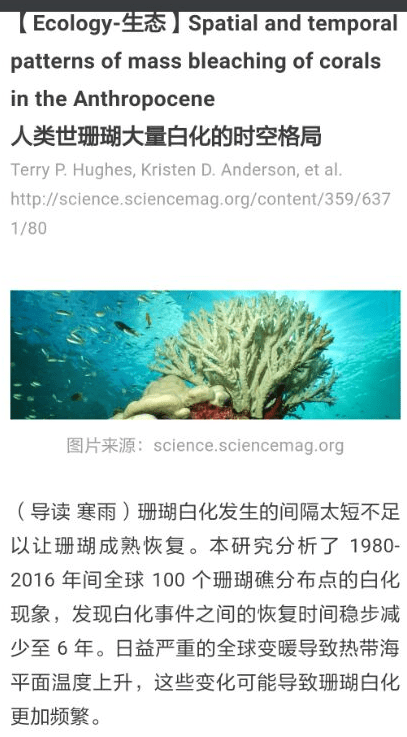 【Ecology-生态】Spatial and temporal
patterns of mass bleaching of corals
in the Anthropocene
人类世珊瑚大量白化的时空格局
Terry P. Hughes, Kristen D. Anderson, et al.
http://science.sciencemag.org/content/359/637
1/80
图片来源：science.sciencemag.org
（导读 寒雨）珊瑚白化发生的间隔太短不足
以让珊瑚成熟恢复。本研究分析了 1980-
2016 年间全球 100 个珊瑚礁分布点的白化
现象，发现白化事件之间的恢复时间稳步减
少至 6 年。日益严重的全球变暖导致热带海
平面温度上升，这些变化可能导致珊瑚白化
更加频繁。